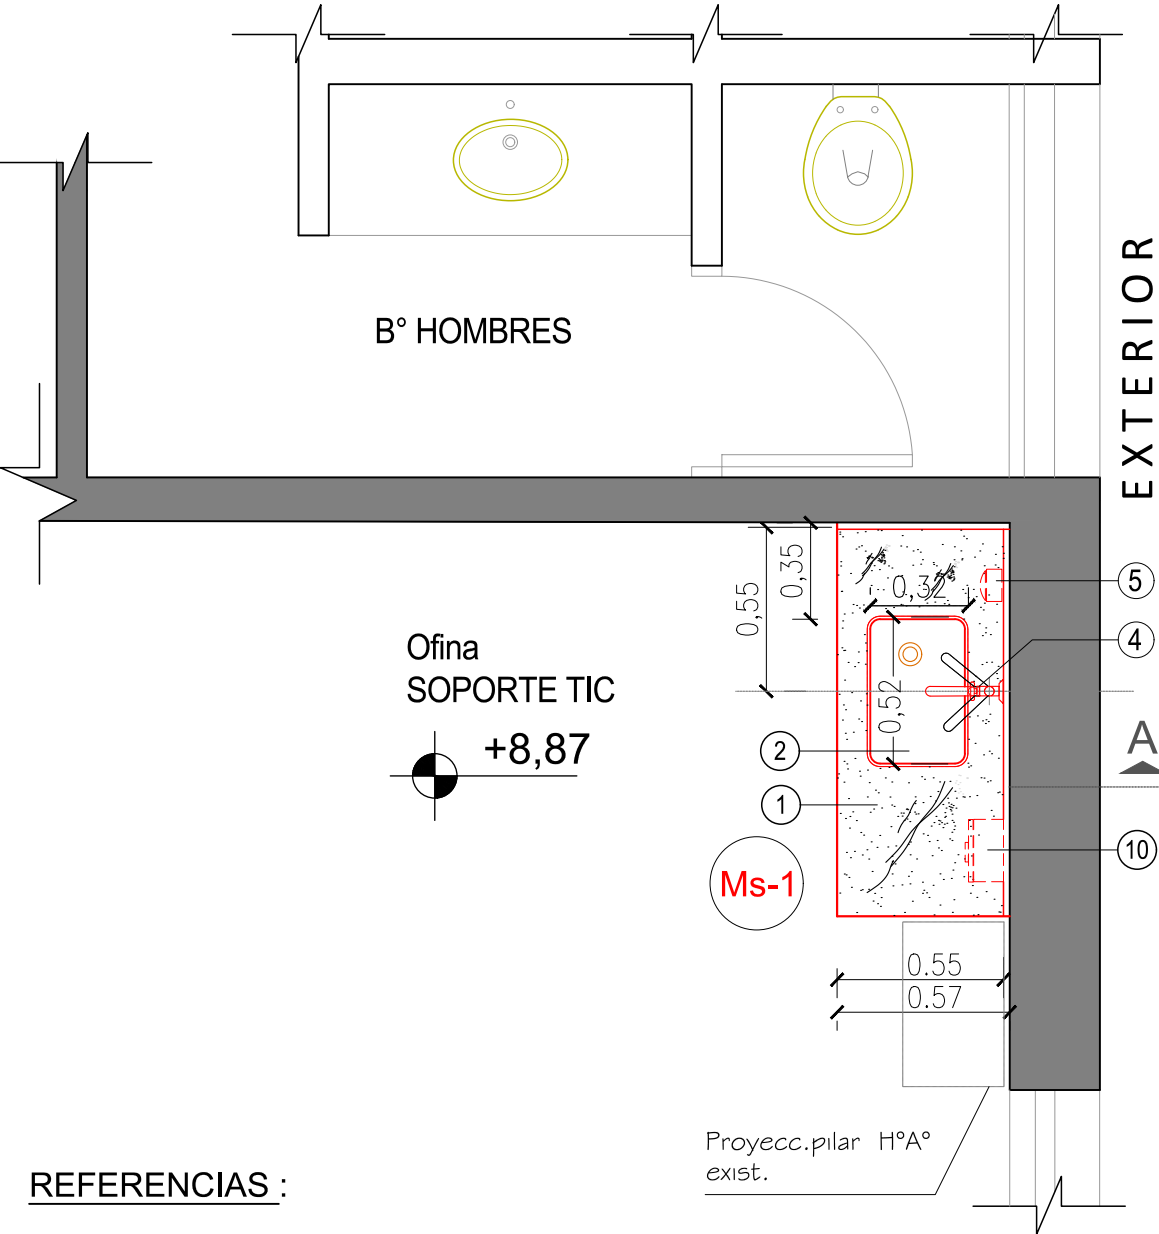 B° HOMBRES
EXTERIOR
0,55
0,35
0,32
5
4
Ofina
SOPORTE TIC
+8,87
0,52
2
A
1
10
Ms-1
0.55
0.57
Proyecc.pilar H°A°
exist.
REFERENCIAS :